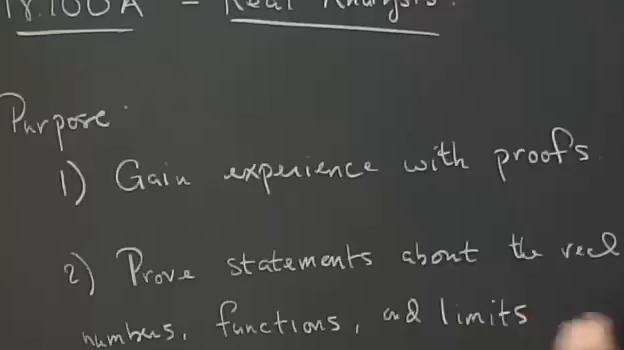 18.100A - Real Analysis.
Purpose:
1) Gain experience with proofs
2) Prove statements about the real
numbers, functions, and limits